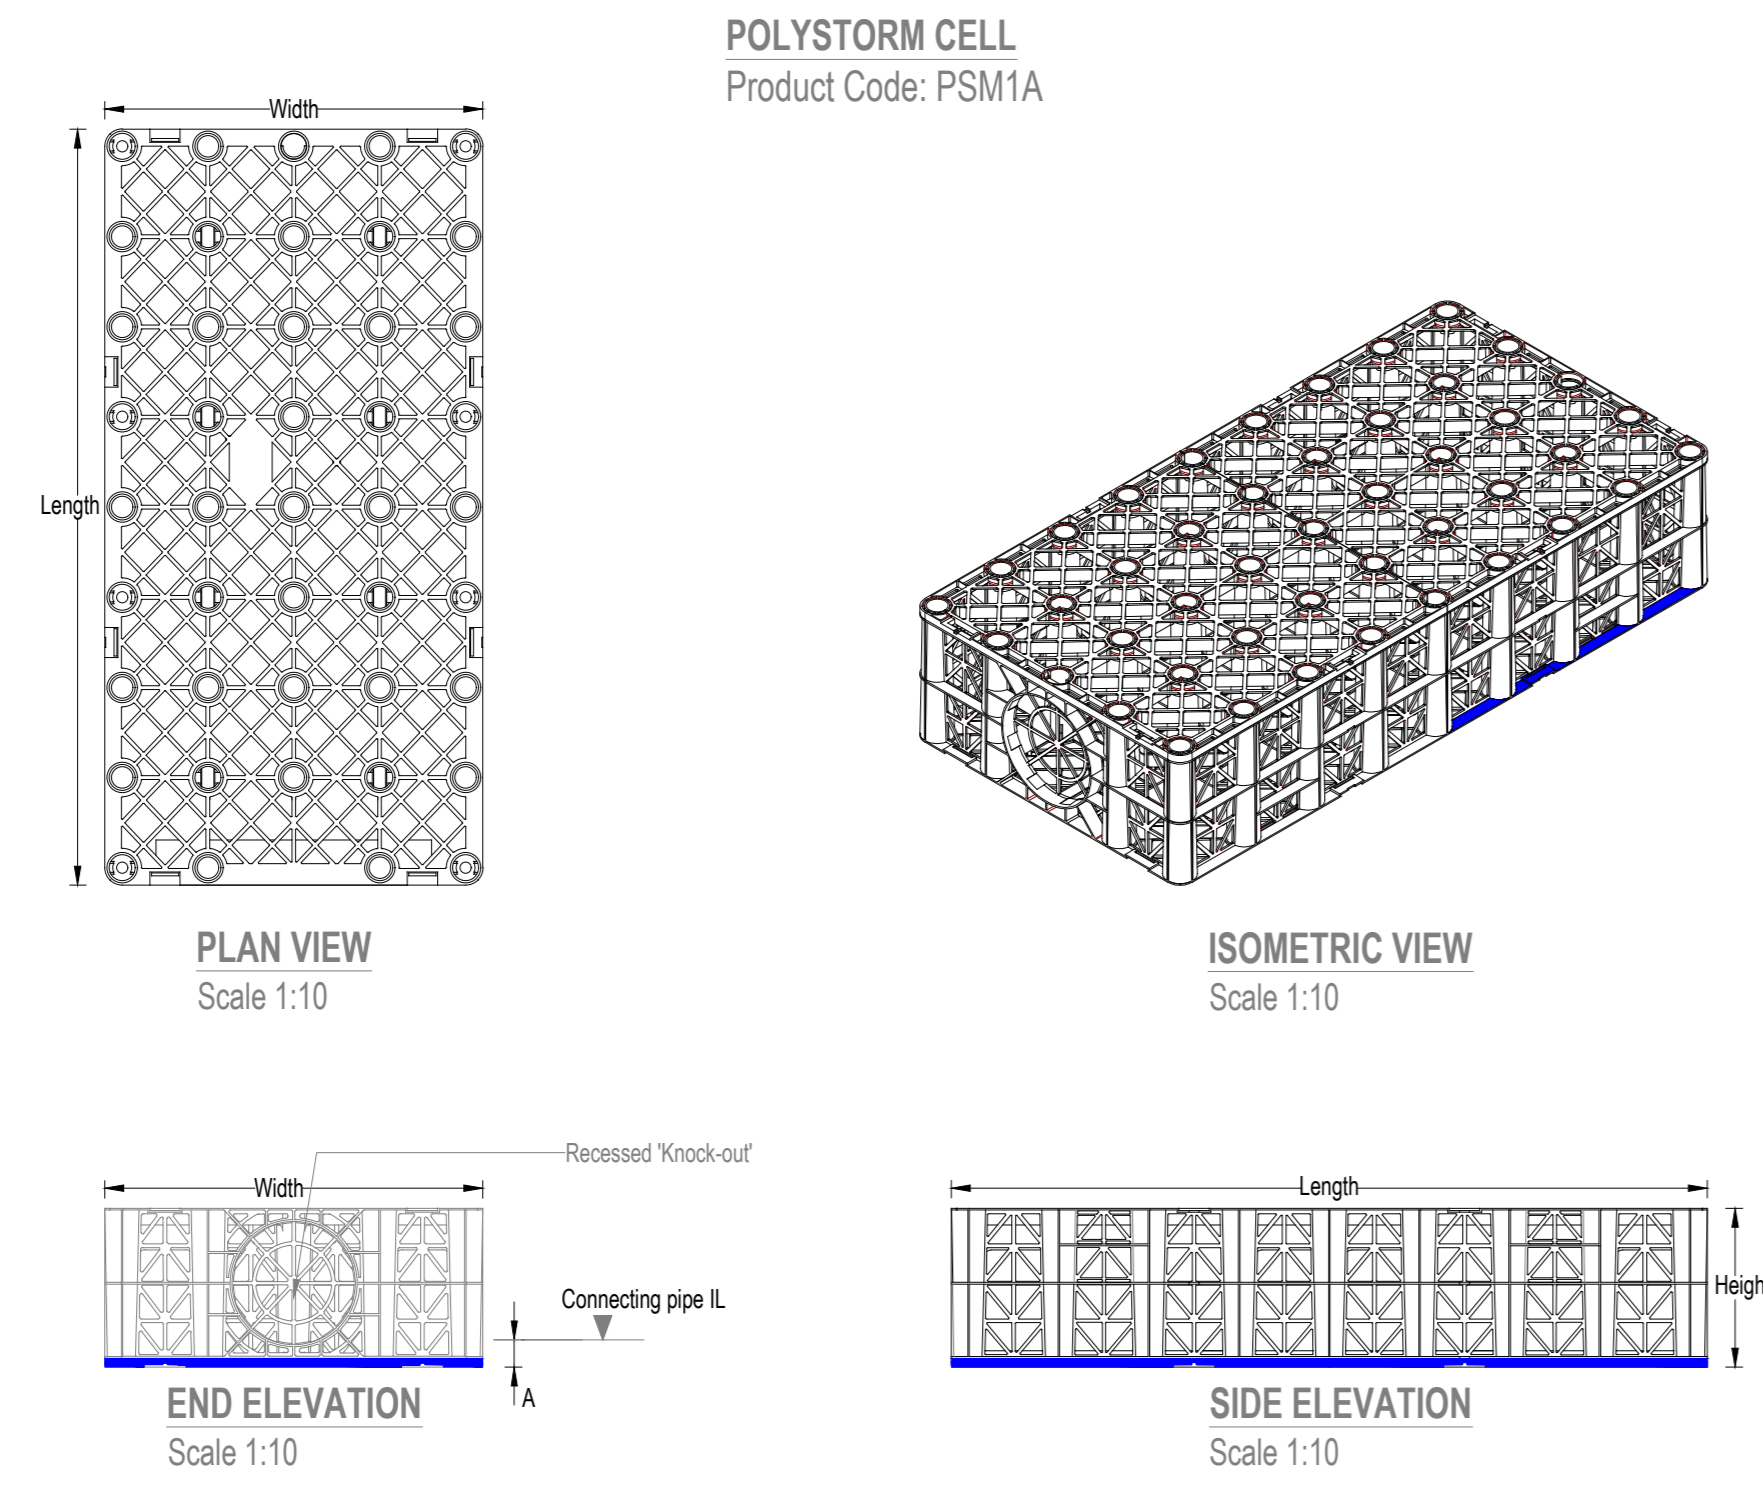 POLYSTORM CELL
Product Code: PSM1A
Width
Length
PLAN VIEW
Scale 1:10
ISOMETRIC VIEW
Scale 1:10
Recessed 'Knock-out'
Width
Connecting pipe IL
A
END ELEVATION
Scale 1:10
Length
Heigh
SIDE ELEVATION
Scale 1:10